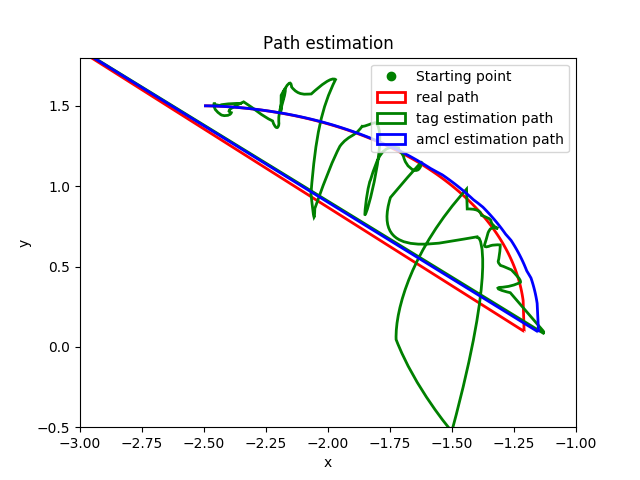 Path estimation
Starting point
real path
tag estimation path
amcl estimation path
1.5
1.0
0.5
0.0
−0.5
y
−3.00 −2.75 −2.50 −2.25 −2.00 −1.75 −1.50 −1.25 −1.00
x